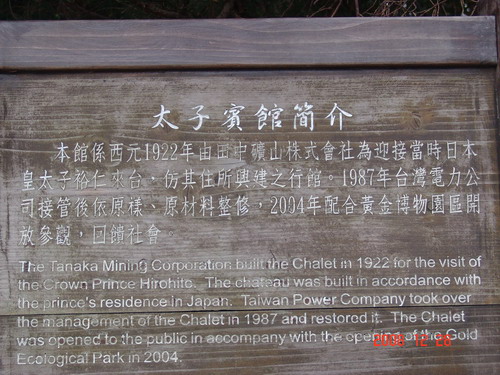 太子賓館簡介
本館係西元1922年由田中礦山株式會社為迎接當時日本
皇太子裕仁來台，仿其住所興建之行館。1987年台灣電力公
司接管後依原樣、原材料整修，2004年配合黃金博物園區開
放參觀，回饋社會。
The Tanaka Mining Corporation built the Chalet in 1922 for the visit of
the Crown Prince Hirohito. The chateau was built in accordance with
the prince's residence in Japan. Taiwan Power Company took over
the management of the Chalet in 1987 and restored it. The Chalet
was opened to the public in accompany with the opening of the Gold
Ecological Park in 2004.